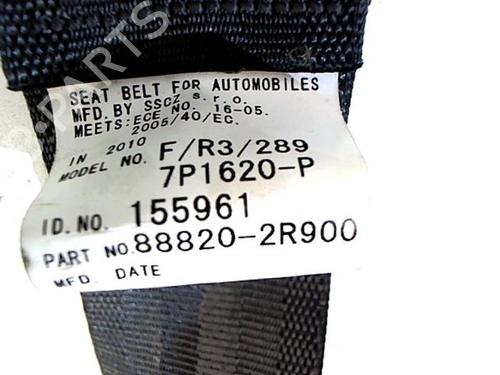 SEAT BELT FOR AUTOMOBILES
MFD.BY SSCZ s.r.o.
MEETS:ECE NO. 16-05.
2005/40/EC.
IN 2010
MODEL NO. F/R3/289
7P1620-P
ID.NO. 155961
PART NO.88820-2R900
MFD. DATE
PARTS